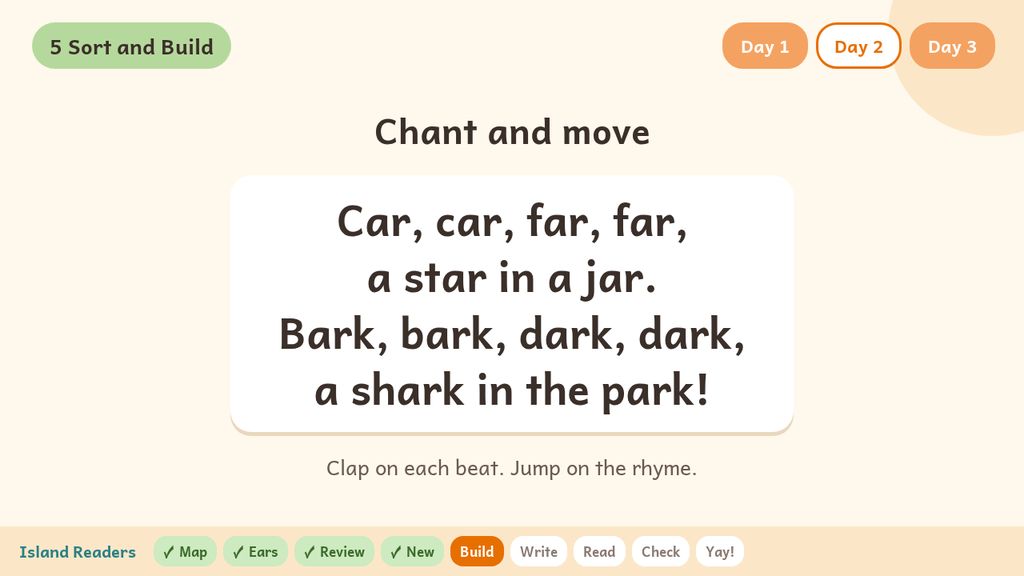 5 Sort and Build
Day 1
Day 2
Day 3
Chant and move
Car, car, far, far,
a star in a jar.
Bark, bark, dark, dark,
a shark in the park!
Clap on each beat. Jump on the rhyme.
Island Readers
✓ Map
✓ Ears
✓ Review
✓ New
Build
Write
Read
Check
Yay!